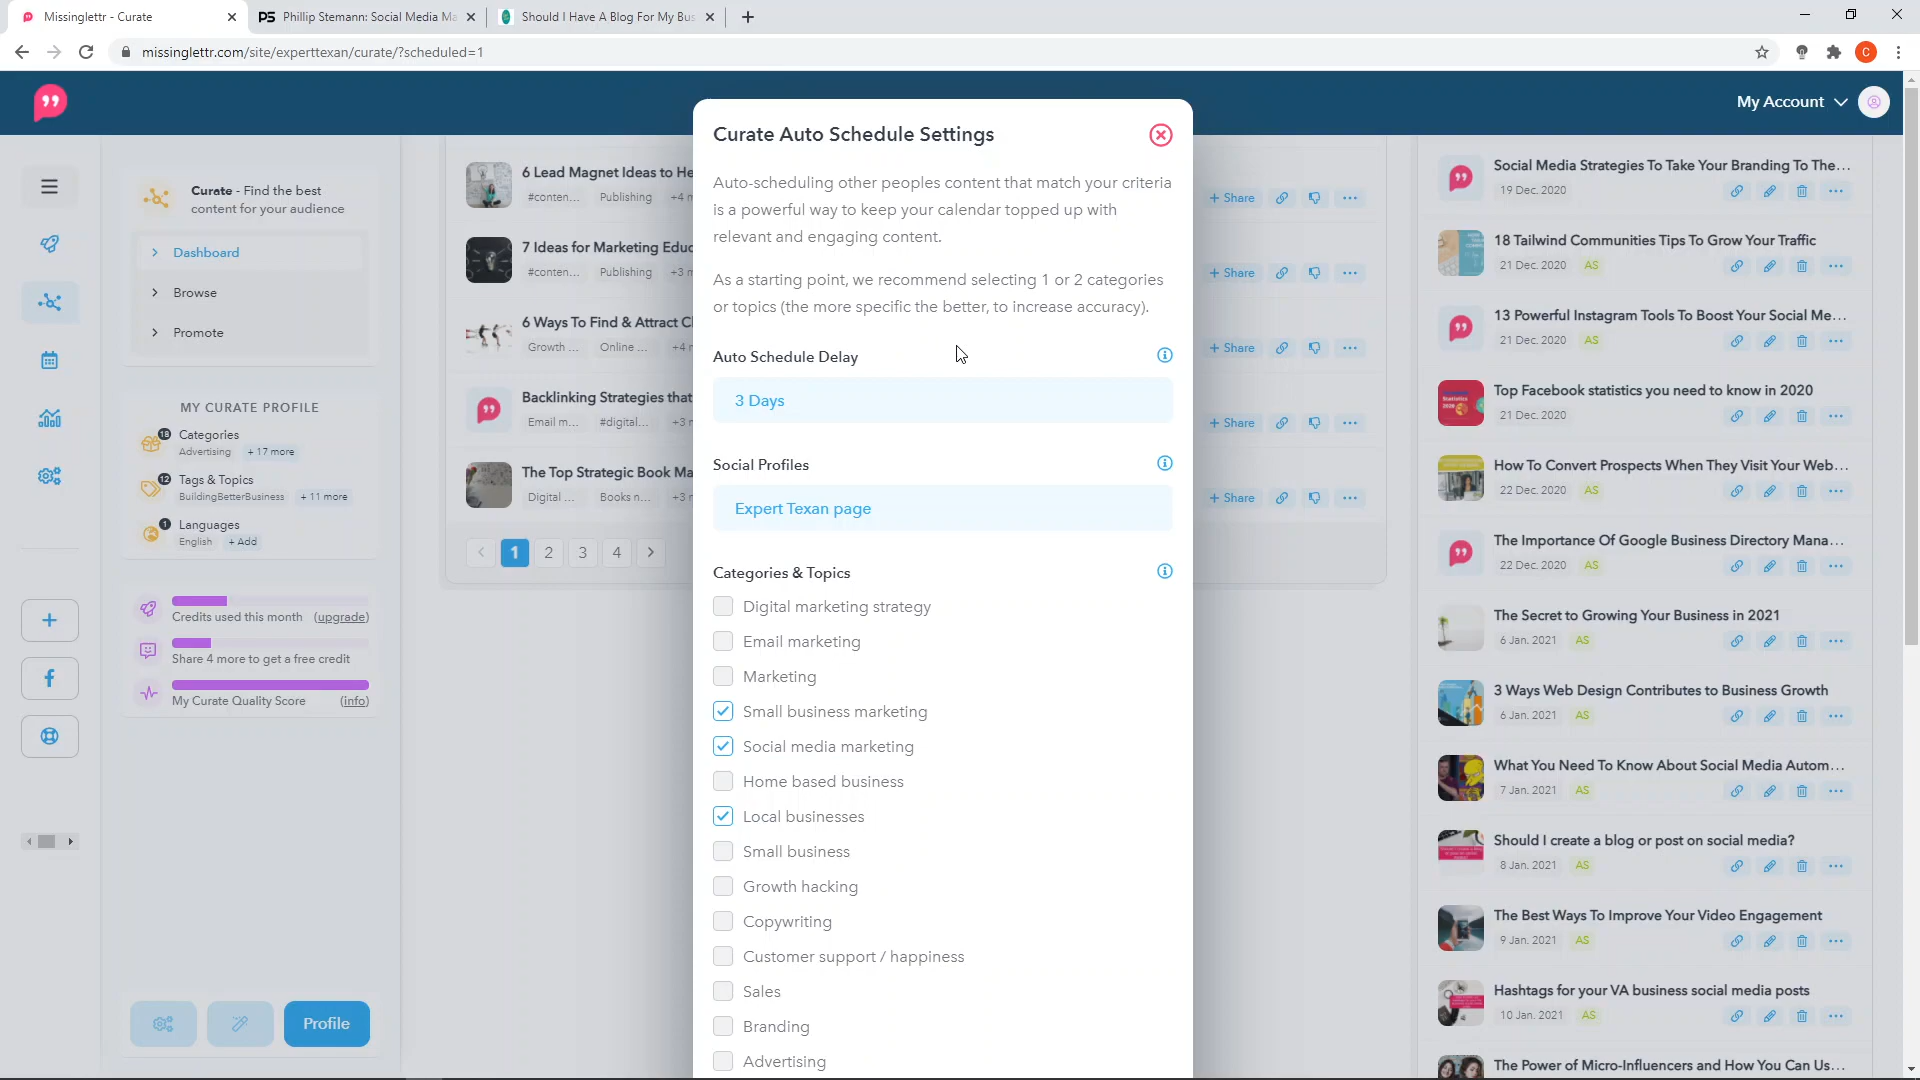 Missinglettr - Curate
Phillip Stemann: Social Media Ma
Should I Have A Blog For My Bus
missinglettr.com/site/experttexan/curate/?scheduled=1
C
My Account
Curate - Find the best
content for your audience
Dashboard
Browse
Promote
MY CURATE PROFILE
18
Categories
Advertising + 17 more
12
Tags & Topics
BuildingBetterBusiness + 11 more
1
Languages
English + Add
Credits used this month (upgrade)
Share 4 more to get a free credit
My Curate Quality Score (info)
Profile
6 Lead Magnet Ideas to He
#conten... Publishing +4 m
+ Share
7 Ideas for Marketing Educ
#conten... Publishing +3 m
+ Share
6 Ways To Find & Attract Cl
Growth ... Online ... +4 m
+ Share
Backlinking Strategies that
Email m... #digital... +3 m
+ Share
The Top Strategic Book Ma
Digital ... Books n... +3 m
+ Share
1 2 3 4
Curate Auto Schedule Settings
Auto-scheduling other peoples content that match your criteria
is a powerful way to keep your calendar topped up with
relevant and engaging content.
As a starting point, we recommend selecting 1 or 2 categories
or topics (the more specific the better, to increase accuracy).
Auto Schedule Delay
3 Days
Social Profiles
Expert Texan page
Categories & Topics
Digital marketing strategy
Email marketing
Marketing
Small business marketing
Social media marketing
Home based business
Local businesses
Small business
Growth hacking
Copywriting
Customer support / happiness
Sales
Branding
Advertising
Social Media Strategies To Take Your Branding To The...
19 Dec. 2020
18 Tailwind Communities Tips To Grow Your Traffic
21 Dec. 2020 AS
13 Powerful Instagram Tools To Boost Your Social Me...
21 Dec. 2020 AS
Top Facebook statistics you need to know in 2020
21 Dec. 2020
How To Convert Prospects When They Visit Your Web...
22 Dec. 2020 AS
The Importance Of Google Business Directory Mana...
22 Dec. 2020 AS
The Secret to Growing Your Business in 2021
6 Jan. 2021 AS
3 Ways Web Design Contributes to Business Growth
6 Jan. 2021 AS
What You Need To Know About Social Media Autom...
7 Jan. 2021 AS
Should I create a blog or post on social media?
8 Jan. 2021 AS
The Best Ways To Improve Your Video Engagement
9 Jan. 2021 AS
Hashtags for your VA business social media posts
10 Jan. 2021 AS
The Power of Micro-Influencers and How You Can Us...